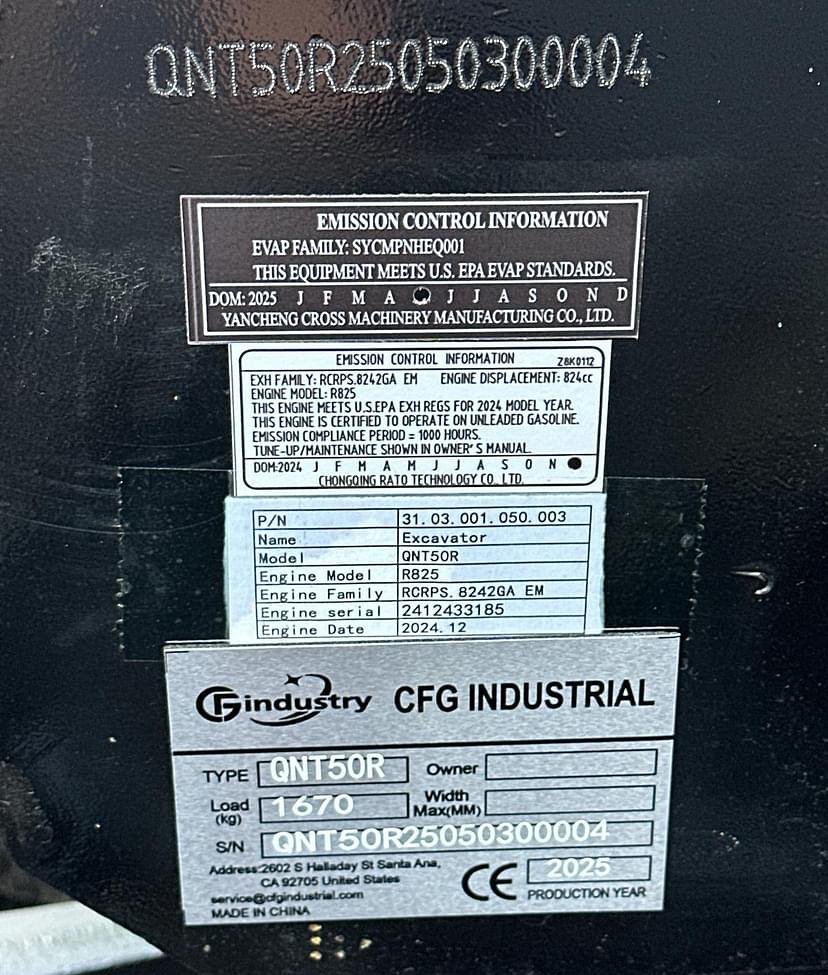 QNT50R25050300004
EMISSION CONTROL INFORMATION
EVAP FAMILY: SYCMPNHEQ001
THIS EQUIPMENT MEETS U.S. EPA EVAP STANDARDS.
DOM: 2025 J F M A J J A S O N D
YANCHENG CROSS MACHINERY MANUFACTURING CO., LTD.
EMISSION CONTROL INFORMATION Z8K0112
EXH FAMILY: RCRPS.8242GA EM ENGINE DISPLACEMENT: 824cc
ENGINE MODEL: R825
THIS ENGINE MEETS U.S.EPA EXH REGS FOR 2024 MODEL YEAR.
THIS ENGINE IS CERTIFIED TO OPERATE ON UNLEADED GASOLINE.
EMISSION COMPLIANCE PERIOD = 1000 HOURS.
TUNE-UP/MAINTENANCE SHOWN IN OWNER'S MANUAL.
DOM:2024 J F M A M J J A S O N
CHONGQING RATO TECHNOLOGY CO., LTD.
P/N 31.03.001.050.003
Name Excavator
Model QNT50R
Engine Model R825
Engine Family RCRPS.8242GA EM
Engine serial 2412433185
Engine Date 2024.12
CFG industry CFG INDUSTRIAL
TYPE QNT50R Owner
Load (kg) 1670 Width Max(MM)
S/N QNT50R25050300004
Address:2602 S Halladay St Santa Ana,
CA 92705 United States
service@cfgindustrial.com
MADE IN CHINA
CE 2025
PRODUCTION YEAR